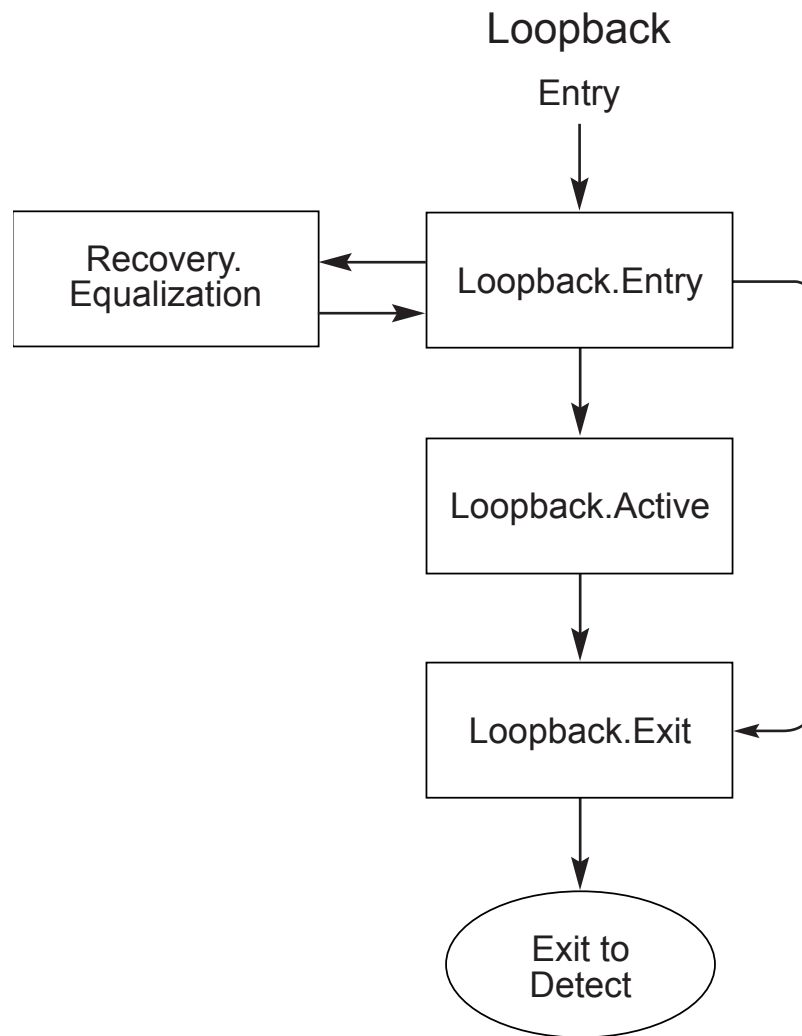 Loopback
Entry
Recovery.
Equalization
Loopback.Entry
Loopback.Active
Loopback.Exit
Exit to
Detect